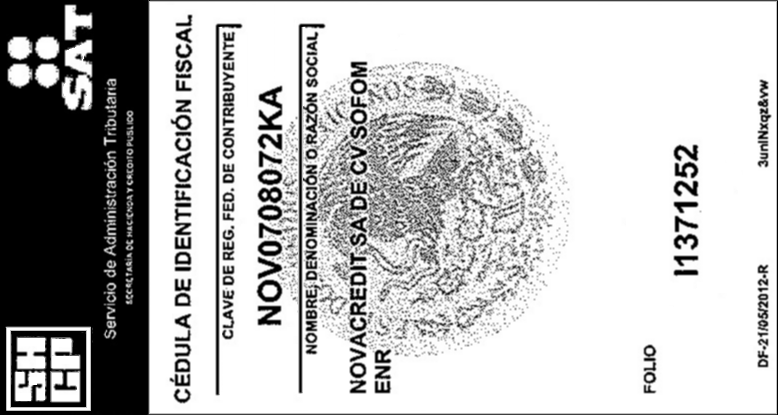 SHCP
SAT
Servicio de Administración Tributaria
SECRETARÍA DE HACIENDA Y CRÉDITO PÚBLICO
CÉDULA DE IDENTIFICACIÓN FISCAL
CLAVE DE REG. FED. DE CONTRIBUYENTE
NOV0708072KA
NOMBRE, DENOMINACIÓN O RAZÓN SOCIAL
NOVACREDIT SA DE CV SOFOM
ENR
FOLIO I1371252
DF-21/05/2012-R 3unlNxqz&vw